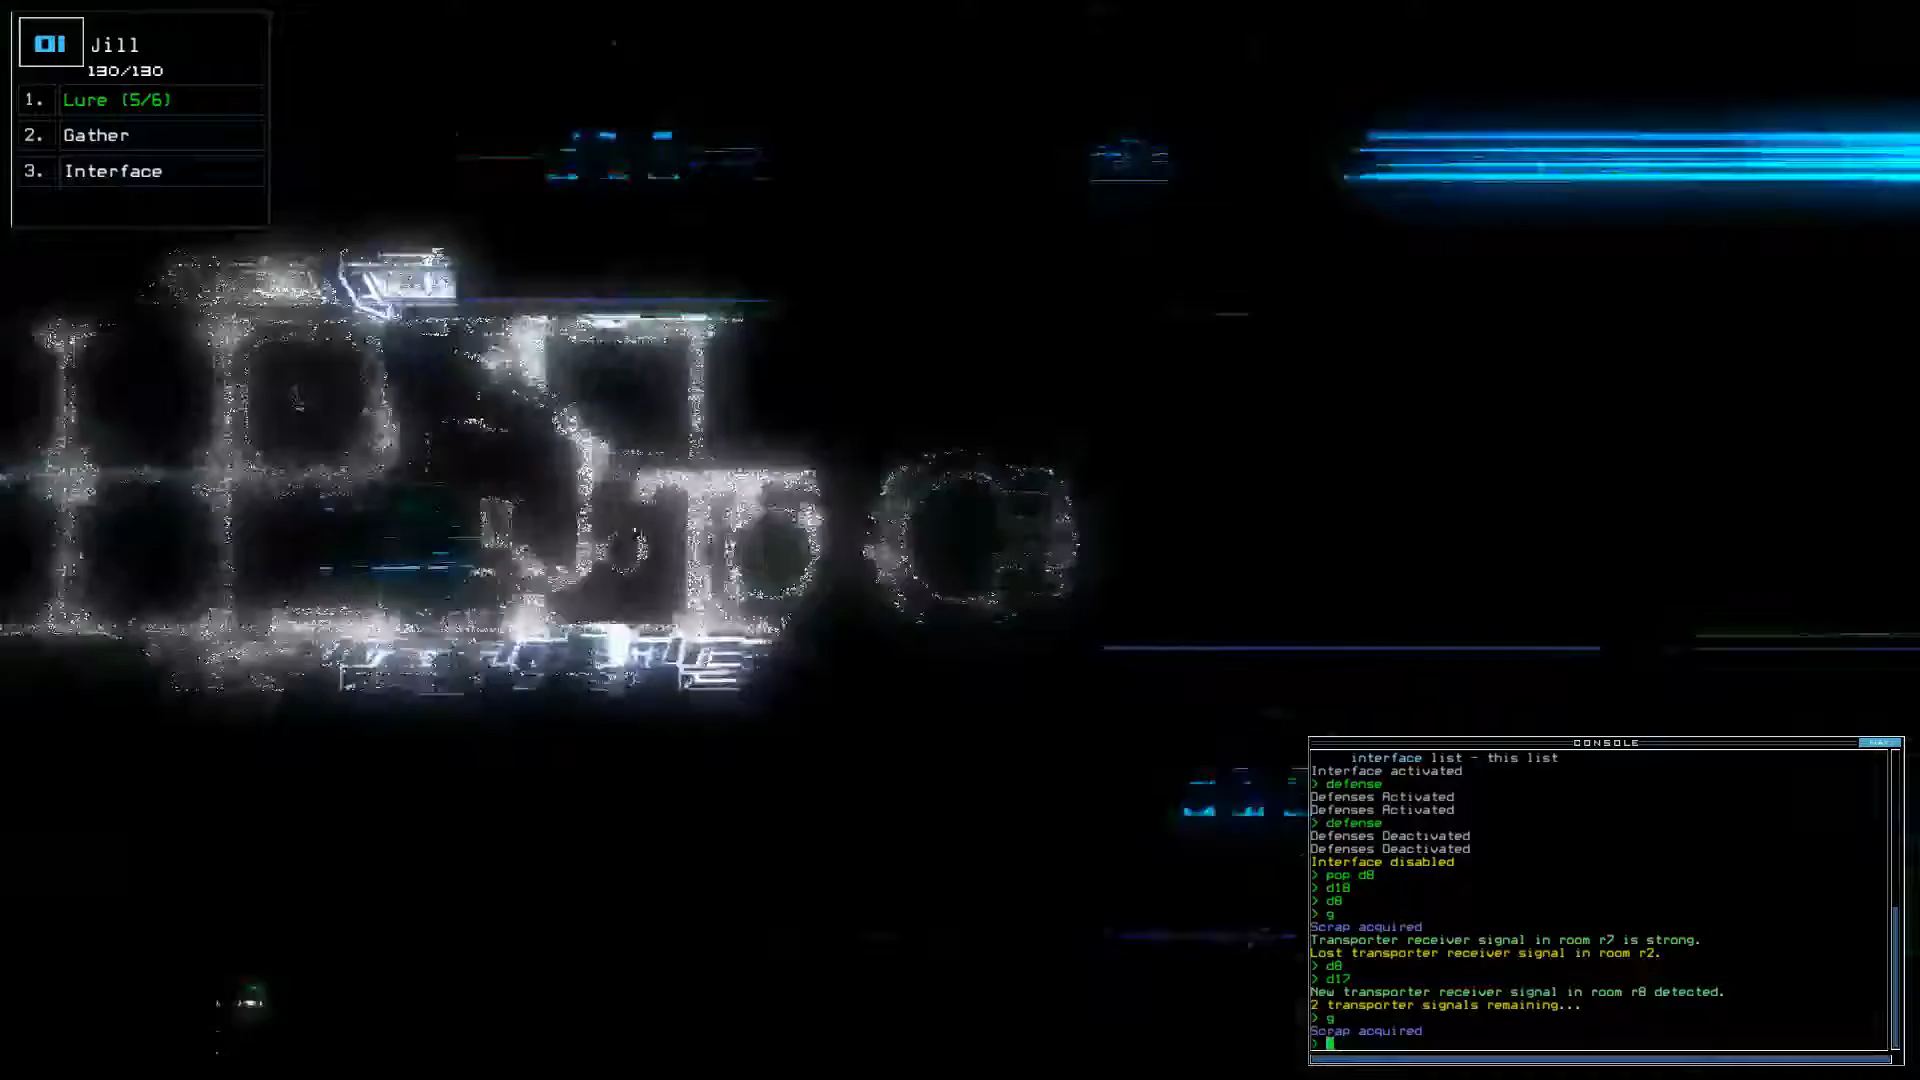 01 Jill
130/130
1. Lure (5/6)
2. Gather
3. Interface
CONSOLE
interface list - this list
Interface activated
> defense
Defenses Activated
Defenses Activated
> defense
Defenses Deactivated
Defenses Deactivated
Interface disabled
> pop d8
> d18
> d8
> g
Scrap acquired
Transporter receiver signal in room r7 is strong.
Lost transporter receiver signal in room r2.
> d8
> d17
New transporter receiver signal in room r8 detected.
2 transporter signals remaining...
> g
Scrap acquired
>